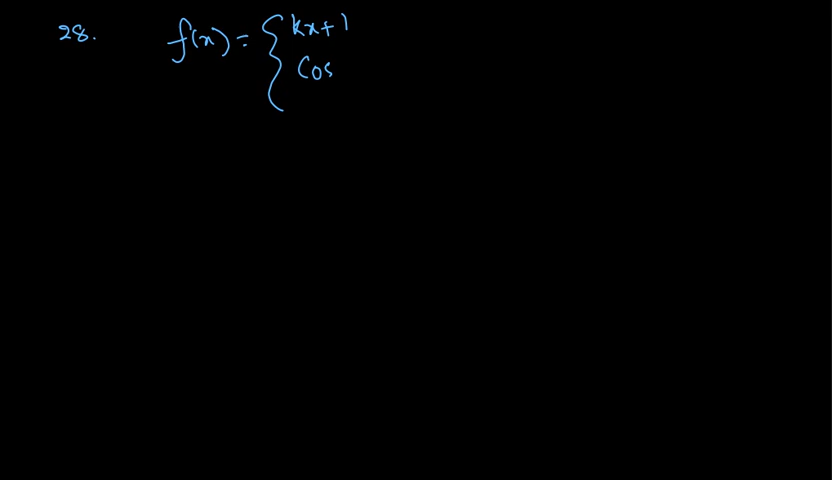 28. f(x) = { kx+1
cos